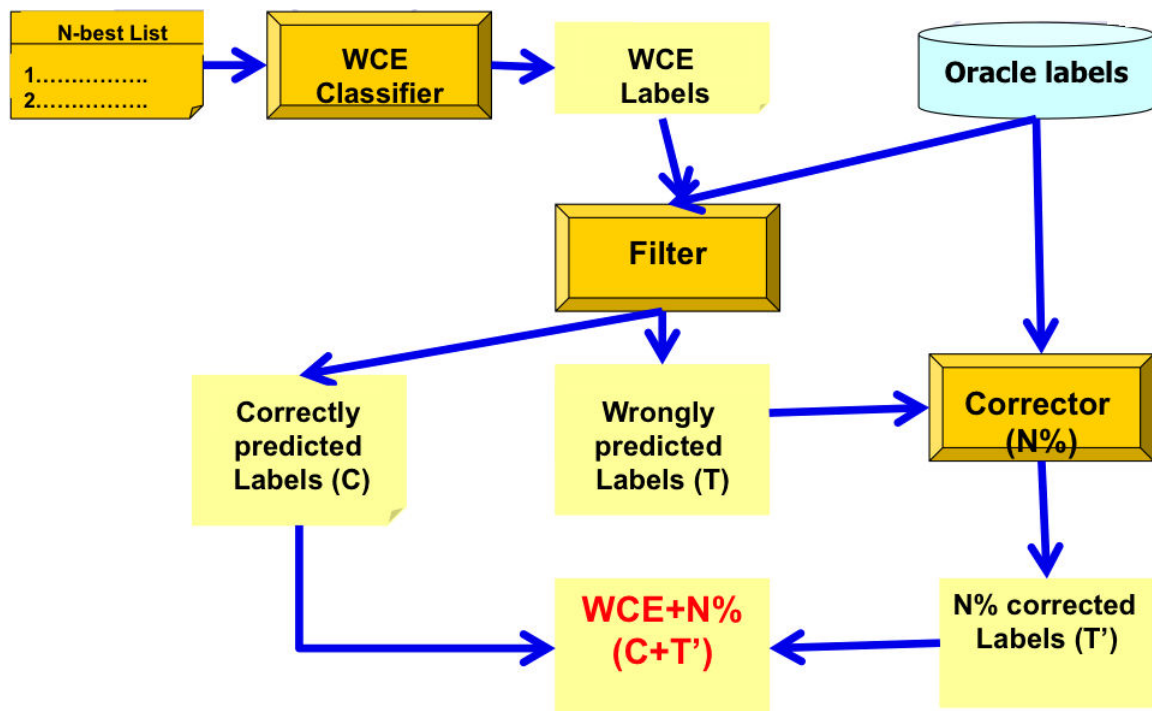 N-best List
1.................
2.................
WCE
Classifier
WCE
Labels
Oracle labels
Filter
Correctly
predicted
Labels (C)
Wrongly
predicted
Labels (T)
Corrector
(N%)
WCE+N%
(C+T’)
N% corrected
Labels (T’)